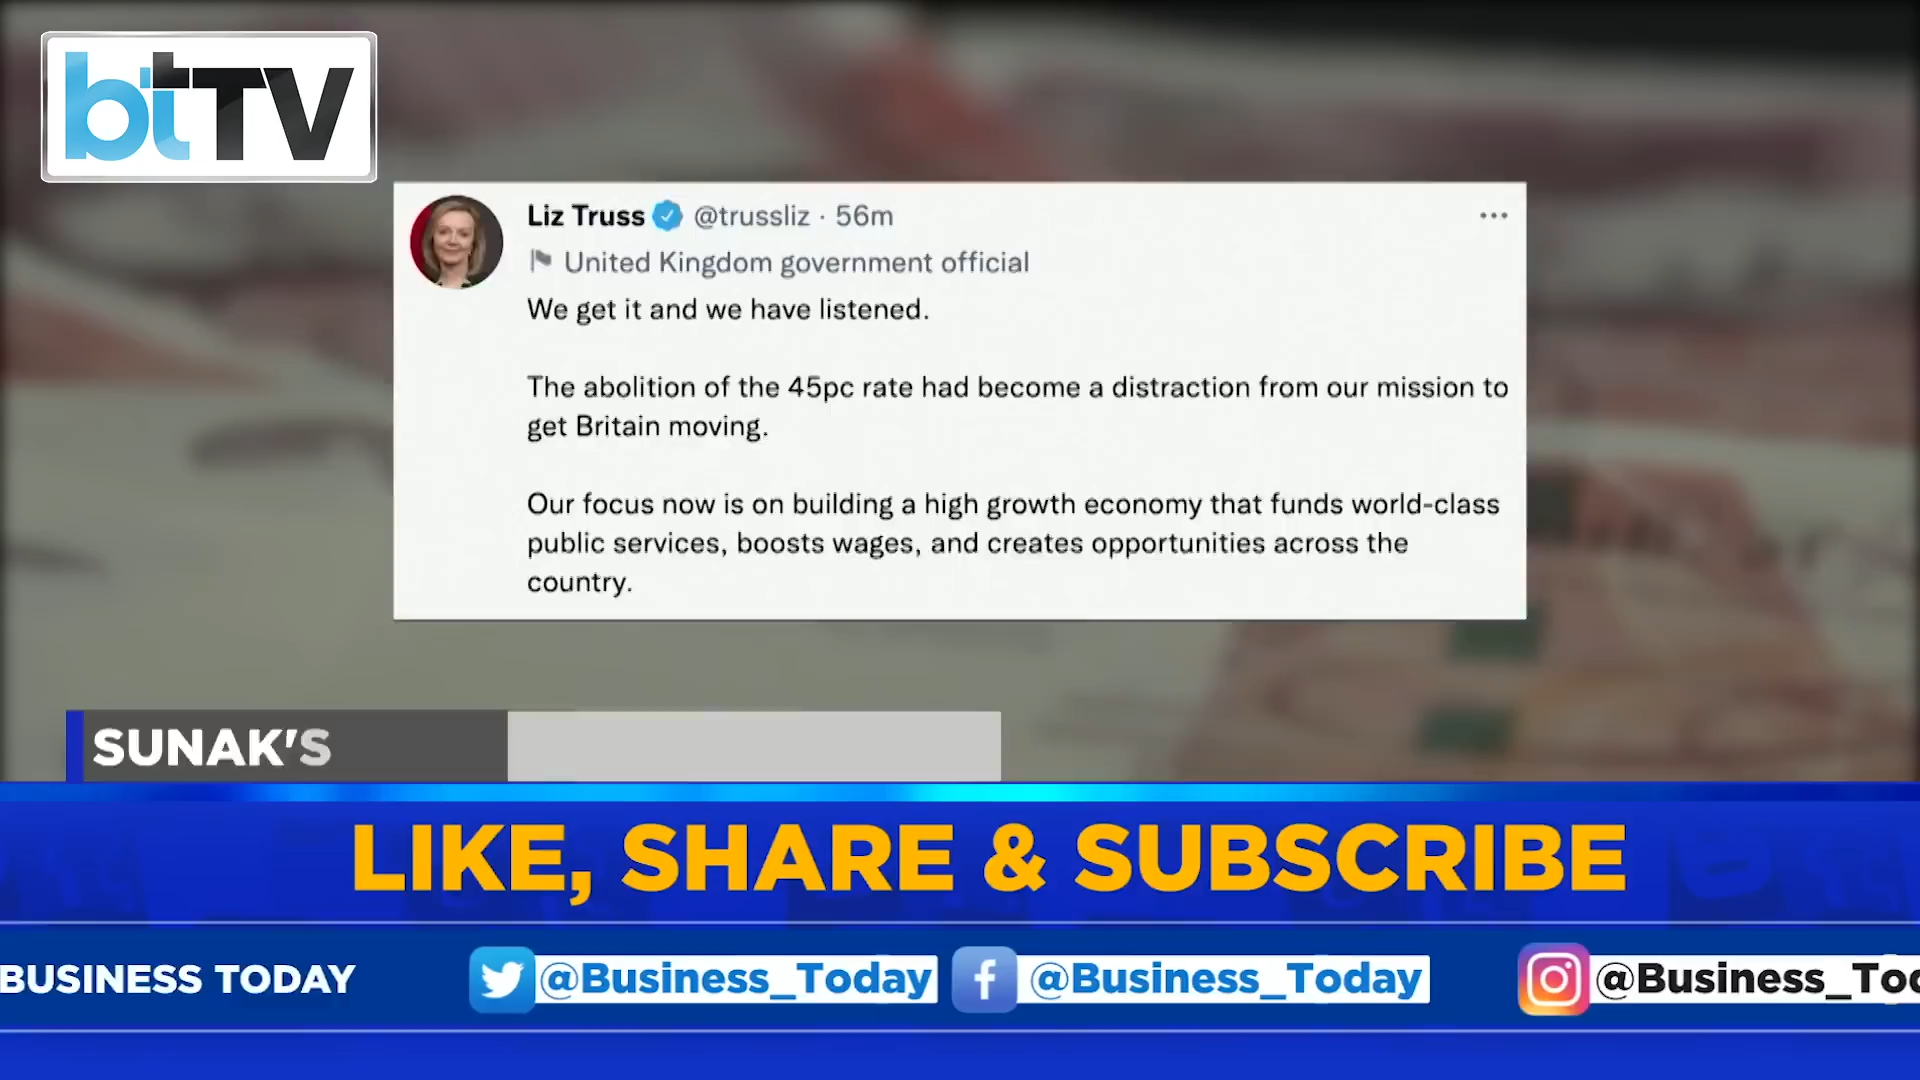 btTV
Liz Truss @trussliz · 56m
United Kingdom government official
We get it and we have listened.
The abolition of the 45pc rate had become a distraction from our mission to
get Britain moving.
Our focus now is on building a high growth economy that funds world-class
public services, boosts wages, and creates opportunities across the
country.
SUNAK'S
LIKE, SHARE & SUBSCRIBE
BUSINESS TODAY @Business_Today @Business_Today @Business_Too